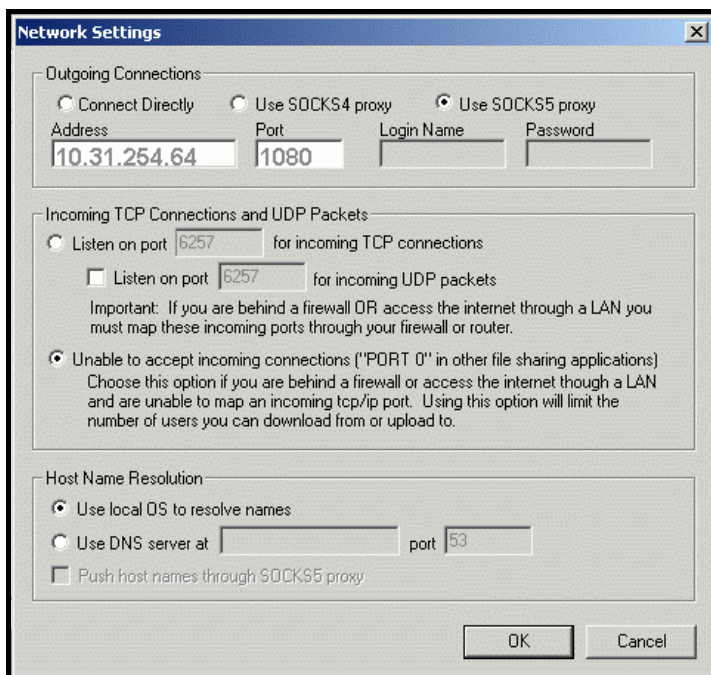 Network Settings
Outgoing Connections
Connect Directly Use SOCKS4 proxy Use SOCKS5 proxy
Address Port Login Name Password
10.31.254.64 1080
Incoming TCP Connections and UDP Packets
Listen on port 6257 for incoming TCP connections
Listen on port 6257 for incoming UDP packets
Important: If you are behind a firewall OR access the internet through a LAN you
must map these incoming ports through your firewall or router.
Unable to accept incoming connections ("PORT 0" in other file sharing applications)
Choose this option if you are behind a firewall or access the internet though a LAN
and are unable to map an incoming tcp/ip port. Using this option will limit the
number of users you can download from or upload to.
Host Name Resolution
Use local OS to resolve names
Use DNS server at port 53
Push host names through SOCKS5 proxy
OK Cancel